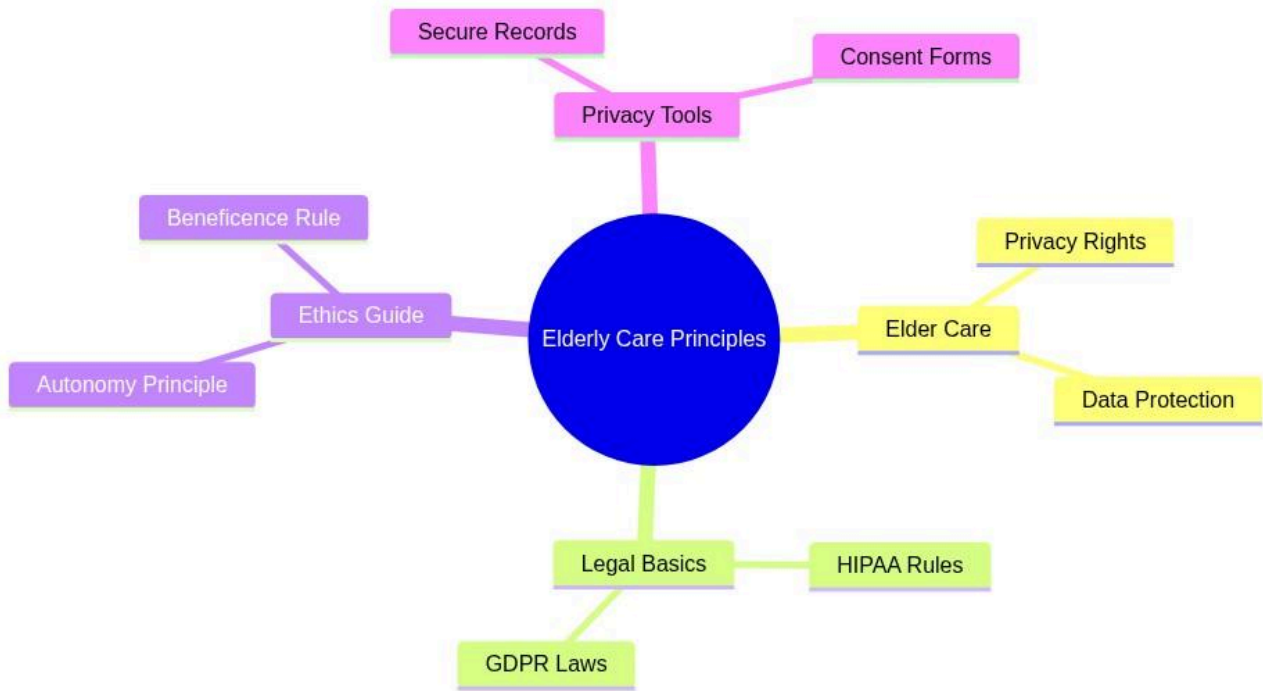 Secure Records
Consent Forms
Privacy Tools
Beneficence Rule
Privacy Rights
Ethics Guide
Elder Care
Elderly Care Principles
Autonomy Principle
Data Protection
Legal Basics
HIPAA Rules
GDPR Laws